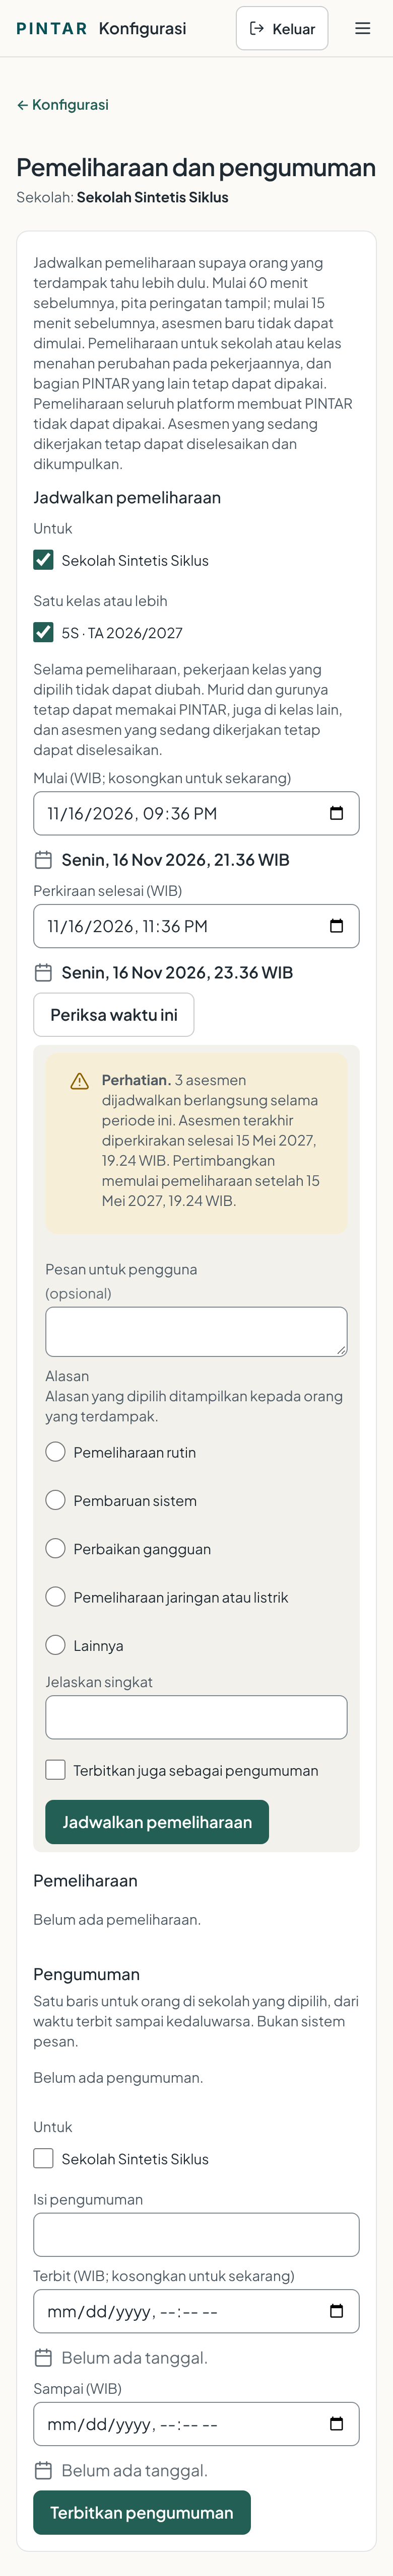 PINTAR Konfigurasi
Keluar
← Konfigurasi
Pemeliharaan dan pengumuman
Sekolah: Sekolah Sintetis Siklus
Jadwalkan pemeliharaan supaya orang yang
terdampak tahu lebih dulu. Mulai 60 menit
sebelumnya, pita peringatan tampil; mulai 15
menit sebelumnya, asesmen baru tidak dapat
dimulai. Pemeliharaan untuk sekolah atau kelas
menahan perubahan pada pekerjaannya, dan
bagian PINTAR yang lain tetap dapat dipakai.
Pemeliharaan seluruh platform membuat PINTAR
tidak dapat dipakai. Asesmen yang sedang
dikerjakan tetap dapat diselesaikan dan
dikumpulkan.
Jadwalkan pemeliharaan
Untuk
Sekolah Sintetis Siklus
Satu kelas atau lebih
5S · TA 2026/2027
Selama pemeliharaan, pekerjaan kelas yang
dipilih tidak dapat diubah. Murid dan gurunya
tetap dapat memakai PINTAR, juga di kelas lain,
dan asesmen yang sedang dikerjakan tetap
dapat diselesaikan.
Mulai (WIB; kosongkan untuk sekarang)
11/16/2026, 09:36 PM
Senin, 16 Nov 2026, 21.36 WIB
Perkiraan selesai (WIB)
11/16/2026, 11:36 PM
Senin, 16 Nov 2026, 23.36 WIB
Periksa waktu ini
Perhatian. 3 asesmen
dijadwalkan berlangsung selama
periode ini. Asesmen terakhir
diperkirakan selesai 15 Mei 2027,
19.24 WIB. Pertimbangkan
memulai pemeliharaan setelah 15
Mei 2027, 19.24 WIB.
Pesan untuk pengguna
(opsional)
Alasan
Alasan yang dipilih ditampilkan kepada orang
yang terdampak.
Pemeliharaan rutin
Pembaruan sistem
Perbaikan gangguan
Pemeliharaan jaringan atau listrik
Lainnya
Jelaskan singkat
Terbitkan juga sebagai pengumuman
Jadwalkan pemeliharaan
Pemeliharaan
Belum ada pemeliharaan.
Pengumuman
Satu baris untuk orang di sekolah yang dipilih, dari
waktu terbit sampai kedaluwarsa. Bukan sistem
pesan.
Belum ada pengumuman.
Untuk
Sekolah Sintetis Siklus
Isi pengumuman
Terbit (WIB; kosongkan untuk sekarang)
mm/dd/yyyy, --:-- --
Belum ada tanggal.
Sampai (WIB)
mm/dd/yyyy, --:-- --
Belum ada tanggal.
Terbitkan pengumuman